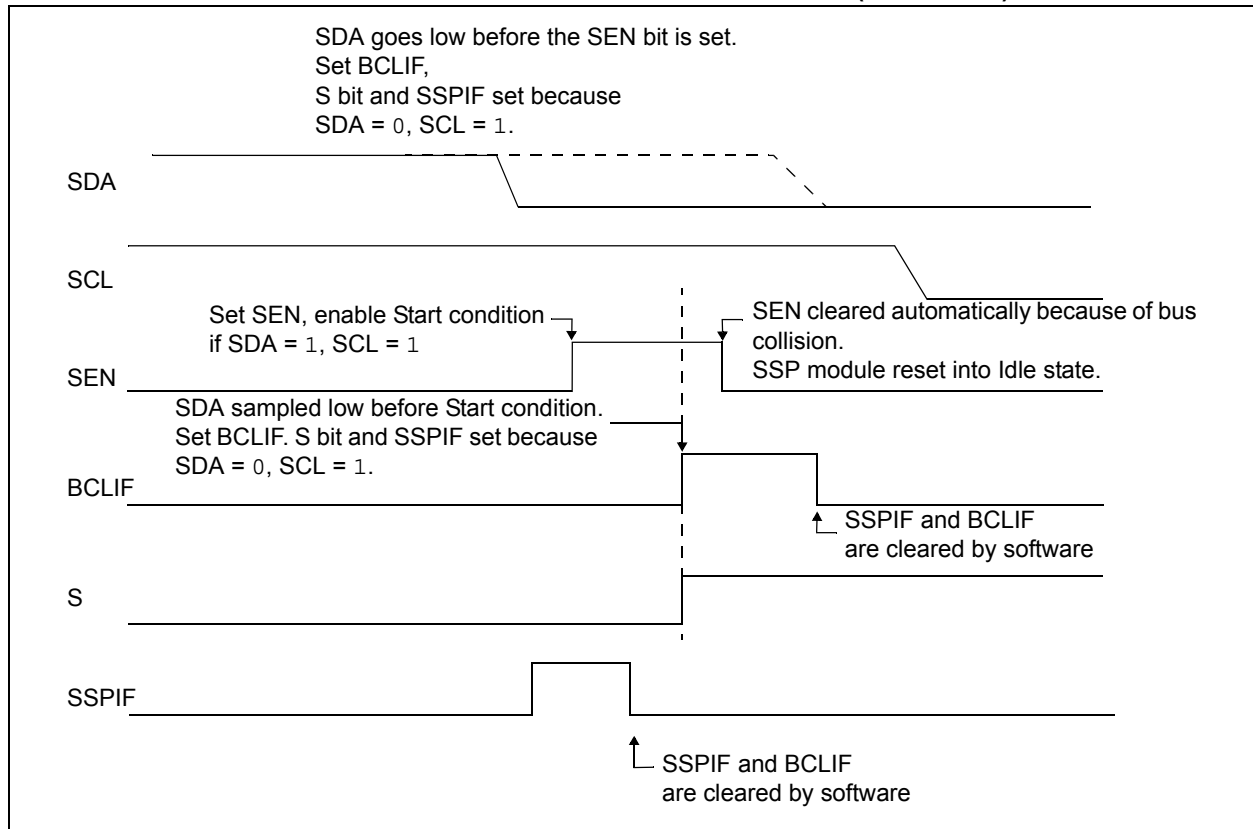 SDA goes low before the SEN bit is set.
Set BCLIF,
S bit and SSPIF set because
SDA = 0, SCL = 1.
SDA
SCL
Set SEN, enable Start condition
if SDA = 1, SCL = 1
SEN cleared automatically because of bus
collision.
SSP module reset into Idle state.
SEN
SDA sampled low before Start condition.
Set BCLIF. S bit and SSPIF set because
SDA = 0, SCL = 1.
BCLIF
SSPIF and BCLIF
are cleared by software
S
SSPIF
SSPIF and BCLIF
are cleared by software